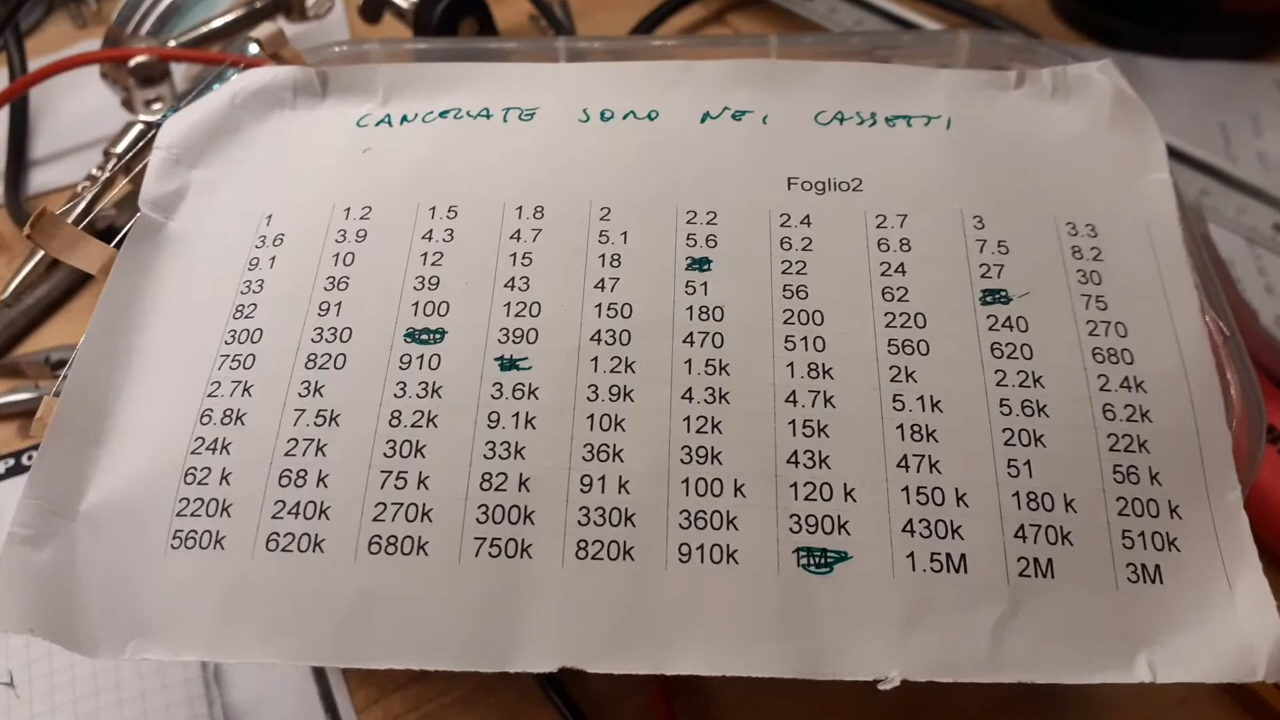 CANCELLATE SONO NEI CASSETTI
Foglio2
1 1.2 1.5 1.8 2 2.2 2.4 2.7 3 3.3
3.6 3.9 4.3 4.7 5.1 5.6 6.2 6.8 7.5 8.2
9.1 10 12 15 18 20 22 24 27 30
33 36 39 43 47 51 56 62 68 75
82 91 100 120 150 180 200 220 240 270
300 330 390 430 470 510 560 620 680
750 820 910 1k 1.2k 1.5k 1.8k 2k 2.2k 2.4k
2.7k 3k 3.3k 3.6k 3.9k 4.3k 4.7k 5.1k 5.6k 6.2k
6.8k 7.5k 8.2k 9.1k 10k 12k 15k 18k 20k 22k
24k 27k 30k 33k 36k 39k 43k 47k 51 56 k
62 k 68 k 75 k 82 k 91 k 100 k 120 k 150 k 180 k 200 k
220k 240k 270k 300k 330k 360k 390k 430k 470k 510k
560k 620k 680k 750k 820k 910k 1M 1.5M 2M 3M